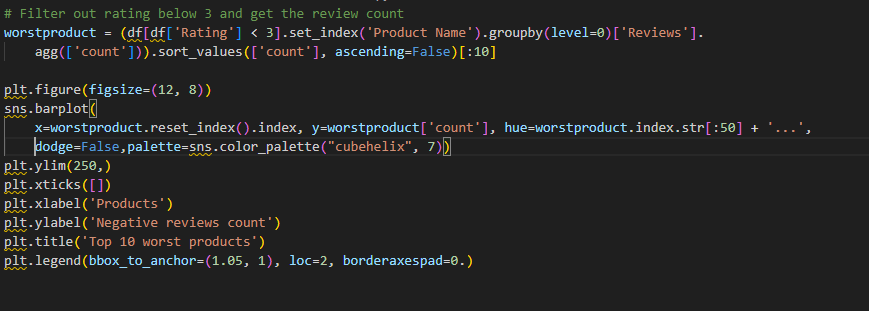 # Filter out rating below 3 and get the review count
worstproduct = (df[df['Rating'] < 3].set_index('Product Name').groupby(level=0)['Reviews'].
    agg(['count'])).sort_values(['count'], ascending=False)[:10]
plt.figure(figsize=(12, 8))
sns.barplot(
    x=worstproduct.reset_index().index, y=worstproduct['count'], hue=worstproduct.index.str[:50] + '...',
    dodge=False,palette=sns.color_palette("cubehelix", 7))
plt.ylim(250,)
plt.xticks([])
plt.xlabel('Products')
plt.ylabel('Negative reviews count')
plt.title('Top 10 worst products')
plt.legend(bbox_to_anchor=(1.05, 1), loc=2, borderaxespad=0.)